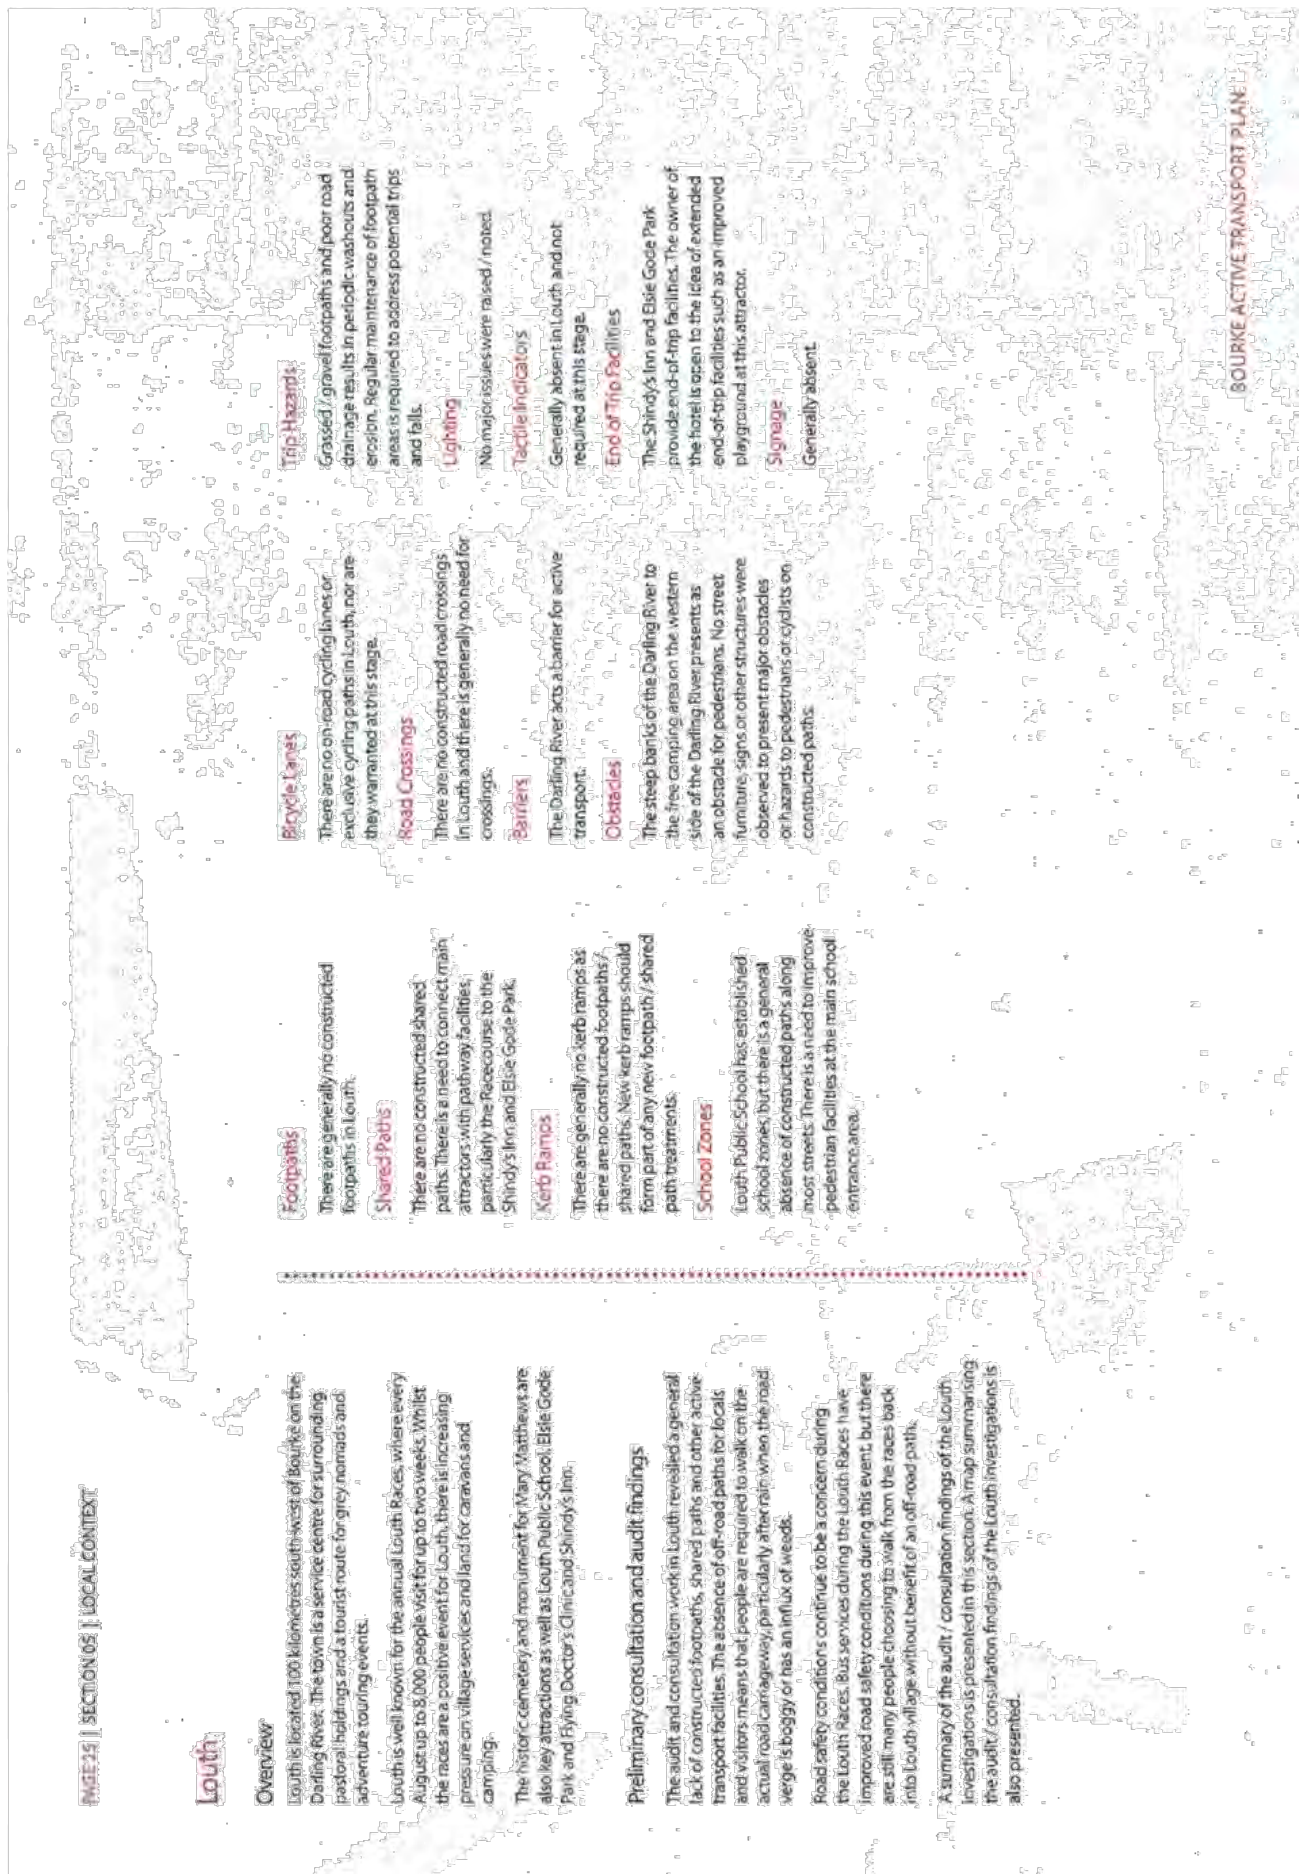 PAGE 25 | SECTION 05 | LOCAL CONTEXT
Louth
Overview
Louth is located 100 kilometres south-west of Bourke on the
Darling River. The town is a service centre for surrounding
pastoral holdings and a tourist route for grey nomads and
adventure touring events.
Louth is well known for the annual Louth Races, where every
August up to 8,000 people visit for up to two weeks. Whilst
the races are a positive event for Louth, there is increasing
pressure on village services and land for caravans and
camping.
The historic cemetery and monument for Mary Matthews are
also key attractions as well as Louth Public School, Elsie Gode
Park and Flying Doctor's Clinic and Shindy's Inn.
Preliminary consultation and audit findings
The audit and consultation work in Louth revealed a general
lack of constructed footpaths, shared paths and other active
transport facilities. The absence of off-road paths for locals
and visitors means that people are required to walk on the
actual road carriageway, particularly after rain when the road
verge is boggy or has an influx of weeds.
Road safety conditions continue to be a concern during
the Louth Races. Bus services during the Louth Races have
improved road safety conditions during this event, but there
are still many people choosing to walk from the races back
into Louth village without benefit of an off-road path.
A summary of the audit / consultation findings of the Louth
investigations is presented in this section. A map summarising
the audit / consultation findings of the Louth investigations is
also presented.
Footpaths
There are generally no constructed
footpaths in Louth.
Shared Paths
There are no constructed shared
paths. There is a need to connect main
attractors with pathway facilities,
particularly the Racecourse to the
Shindy's Inn and Elsie Gode Park.
Kerb Ramps
There are generally no kerb ramps as
there are no constructed footpaths /
shared paths. New kerb ramps should
form part of any new footpath / shared
path treatments.
School Zones
Louth Public School has established
school zones, but there is a general
absence of constructed paths along
most streets. There is a need to improve
pedestrian facilities at the main school
entrance area.
Bicycle Lanes
There are no on-road cycling lanes or
exclusive cycling paths in Louth, nor are
they warranted at this stage.
Road Crossings
There are no constructed road crossings
in Louth and there is generally no need for
crossings.
Barriers
The Darling River acts a barrier for active
transport.
Obstacles
The steep banks of the Darling River to
the free camping area on the western
side of the Darling River presents as
an obstacle for pedestrians. No street
furniture, signs or other structures were
observed to present major obstacles
or hazards to pedestrians or cyclists on
constructed paths.
Trip Hazards
Grassed / gravel footpaths and poor road
drainage results in periodic washouts and
erosion. Regular maintenance of footpath
areas is required to address potential trips
and falls.
Lighting
No major issues were raised / noted.
Tactile Indicators
Generally absent in Louth and not
required at this stage.
End of Trip Facilities
The Shindy's Inn and Elsie Gode Park
provide end-of-trip facilities. The owner of
the hotel is open to the idea of extended
end-of-trip facilities such as an improved
playground at this attractor.
Signage
Generally absent.
BOURKE ACTIVE TRANSPORT PLAN